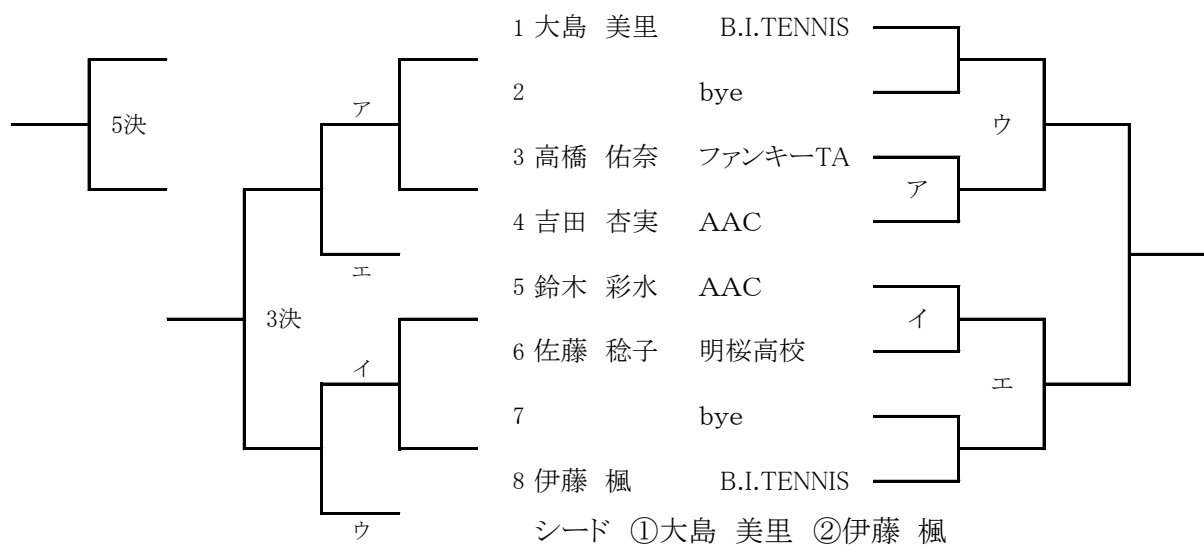 1 大島 美里 B.I.TENNIS
2 bye
3 高橋 佑奈 ファンキーTA
4 吉田 杏実 AAC
5 鈴木 彩水 AAC
6 佐藤 稔子 明桜高校
7 bye
8 伊藤 楓 B.I.TENNIS
シード ①大島 美里 ②伊藤 楓
5決
ア
エ
3決
イ
ウ
ウ
ア
イ
エ